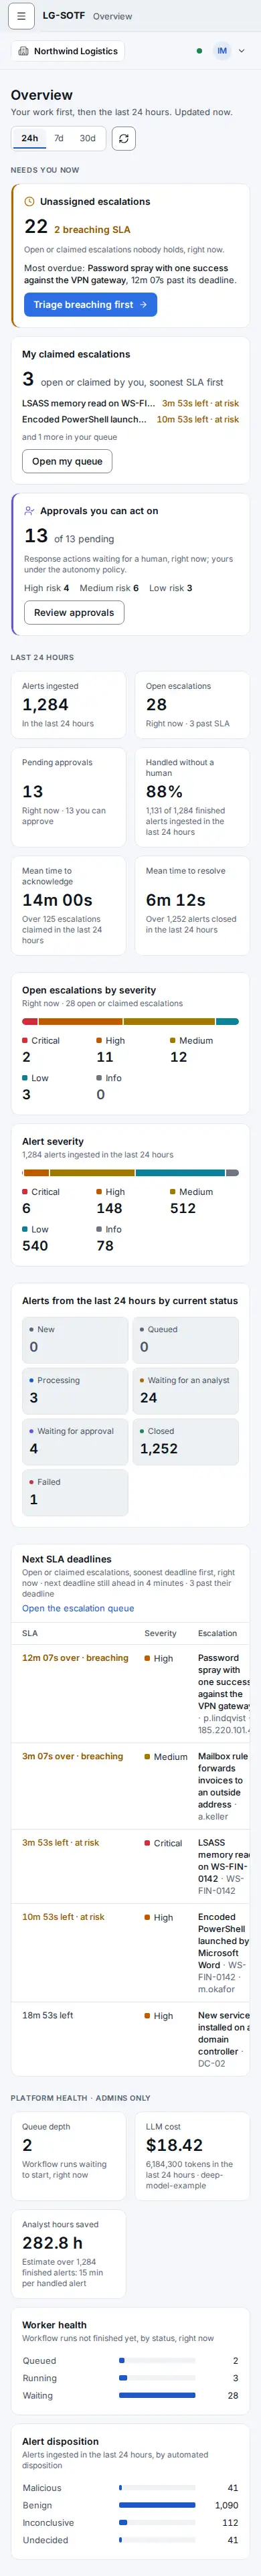 LG-SOTF Overview
Northwind Logistics
IM
Overview
Your work first, then the last 24 hours. Updated now.
24h 7d 30d
NEEDS YOU NOW
Unassigned escalations
22 2 breaching SLA
Open or claimed escalations nobody holds, right now.
Most overdue: Password spray with one success
against the VPN gateway, 12m 07s past its deadline.
Triage breaching first →
My claimed escalations
3 open or claimed by you, soonest SLA first
LSASS memory read on WS-FI... 3m 53s left · at risk
Encoded PowerShell launch... 10m 53s left · at risk
and 1 more in your queue
Open my queue
Approvals you can act on
13 of 13 pending
Response actions waiting for a human, right now; yours
under the autonomy policy.
High risk 4 Medium risk 6 Low risk 3
Review approvals
LAST 24 HOURS
Alerts ingested
1,284
In the last 24 hours
Open escalations
28
Right now · 3 past SLA
Pending approvals
13
Right now · 13 you can
approve
Handled without a
human
88%
1,131 of 1,284 finished
alerts ingested in the
last 24 hours
Mean time to
acknowledge
14m 00s
Over 125 escalations
claimed in the last 24
hours
Mean time to resolve
6m 12s
Over 1,252 alerts closed
in the last 24 hours
Open escalations by severity
Right now · 28 open or claimed escalations
Critical High Medium
2 11 12
Low Info
3 0
Alert severity
1,284 alerts ingested in the last 24 hours
Critical High Medium
6 148 512
Low Info
540 78
Alerts from the last 24 hours by current status
New
0
Queued
0
Processing
3
Waiting for an analyst
24
Waiting for approval
4
Closed
1,252
Failed
1
Next SLA deadlines
Open or claimed escalations, soonest deadline first, right
now · next deadline still ahead in 4 minutes · 3 past their
deadline
Open the escalation queue
SLA Severity Escalation
12m 07s over · breaching High Password
spray with
one success
against the
VPN gateway
· p.lindqvist ·
185.220.101.4
3m 07s over · breaching Medium Mailbox rule
forwards
invoices to
an outside
address ·
a.keller
3m 53s left · at risk Critical LSASS
memory read
on WS-FIN-
0142 · WS-
FIN-0142
10m 53s left · at risk High Encoded
PowerShell
launched by
Microsoft
Word · WS-
FIN-0142 ·
m.okafor
18m 53s left High New service
installed on a
domain
controller ·
DC-02
PLATFORM HEALTH · ADMINS ONLY
Queue depth
2
Workflow runs waiting
to start, right now
LLM cost
$18.42
6,184,300 tokens in the
last 24 hours · deep-
model-example
Analyst hours saved
282.8 h
Estimate over 1,284
finished alerts: 15 min
per handled alert
Worker health
Workflow runs not finished yet, by status, right now
Queued 2
Running 3
Waiting 28
Alert disposition
Alerts ingested in the last 24 hours, by automated
disposition
Malicious 41
Benign 1,090
Inconclusive 112
Undecided 41